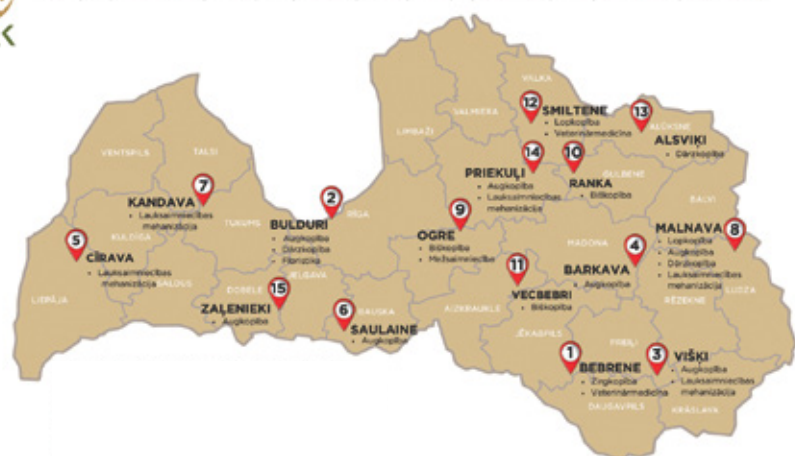 K
12
SMILTENE
• Lopkopība
• Veterinārmedicīna
13
ALSVIĶI
• Dārzkopība
VALKA
VALMIERA
LIMBAŽI
ALŪKSNE
VENTSPILS
TALSI
7
KANDAVA
• Lauksaimniecības
mehanizācija
2
BULDURI
• Augkopība
• Dārzkopība
• Floristika
RĪGA
14
PRIEKUĻI
• Augkopība
• Lauksaimniecības
mehanizācija
10
RANKA
• Biškopība
GULBENE
BALVI
9
OGRE
• Biškopība
• Mežsaimniecība
8
MALNAVA
• Lopkopība
• Augkopība
• Dārzkopība
• Lauksaimniecības
mehanizācija
5
CĪRAVA
• Lauksaimniecības
mehanizācija
KULDĪGA
TUKUMS
MADONA
4
BARKAVA
• Augkopība
11
VECBEBRI
• Biškopība
LIEPĀJA
SALDUS
DOBELE
JELGAVA
15
ZAĻENIEKI
• Augkopība
6
SAULAINE
• Augkopība
BAUSKA
AIZKRAUKLE
RĒZEKNE
LUDZA
JĒKABPILS
PREIĻI
1
BEBRENE
• Zirgkopība
• Veterinārmedicīna
3
VIŠĶI
• Augkopība
• Lauksaimniecības
mehanizācija
DAUGAVPILS
KRĀSLAVA